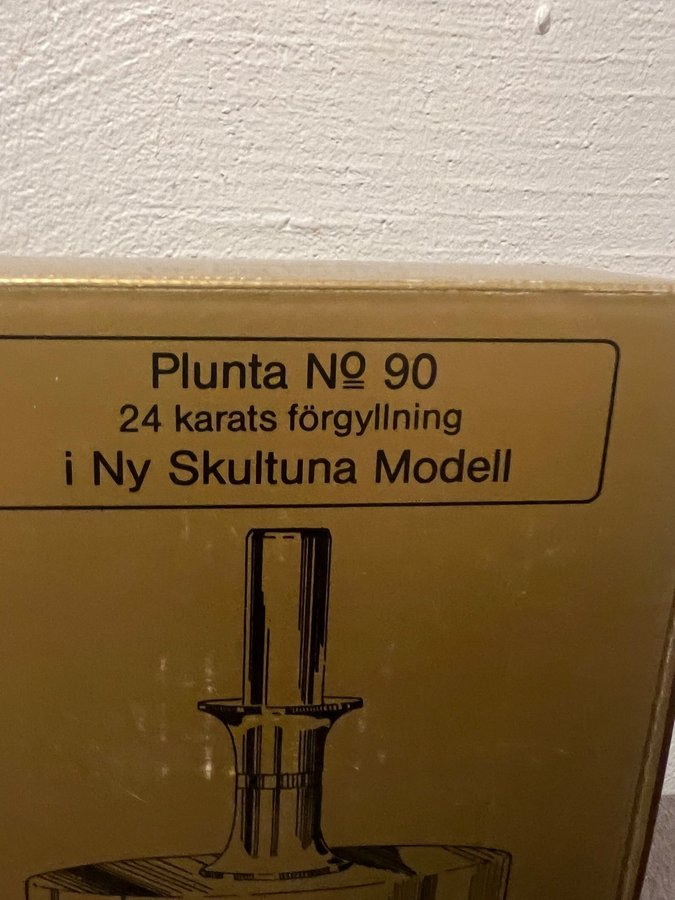 Plunta Nº 90
24 karats förgyllning
i Ny Skultuna Modell